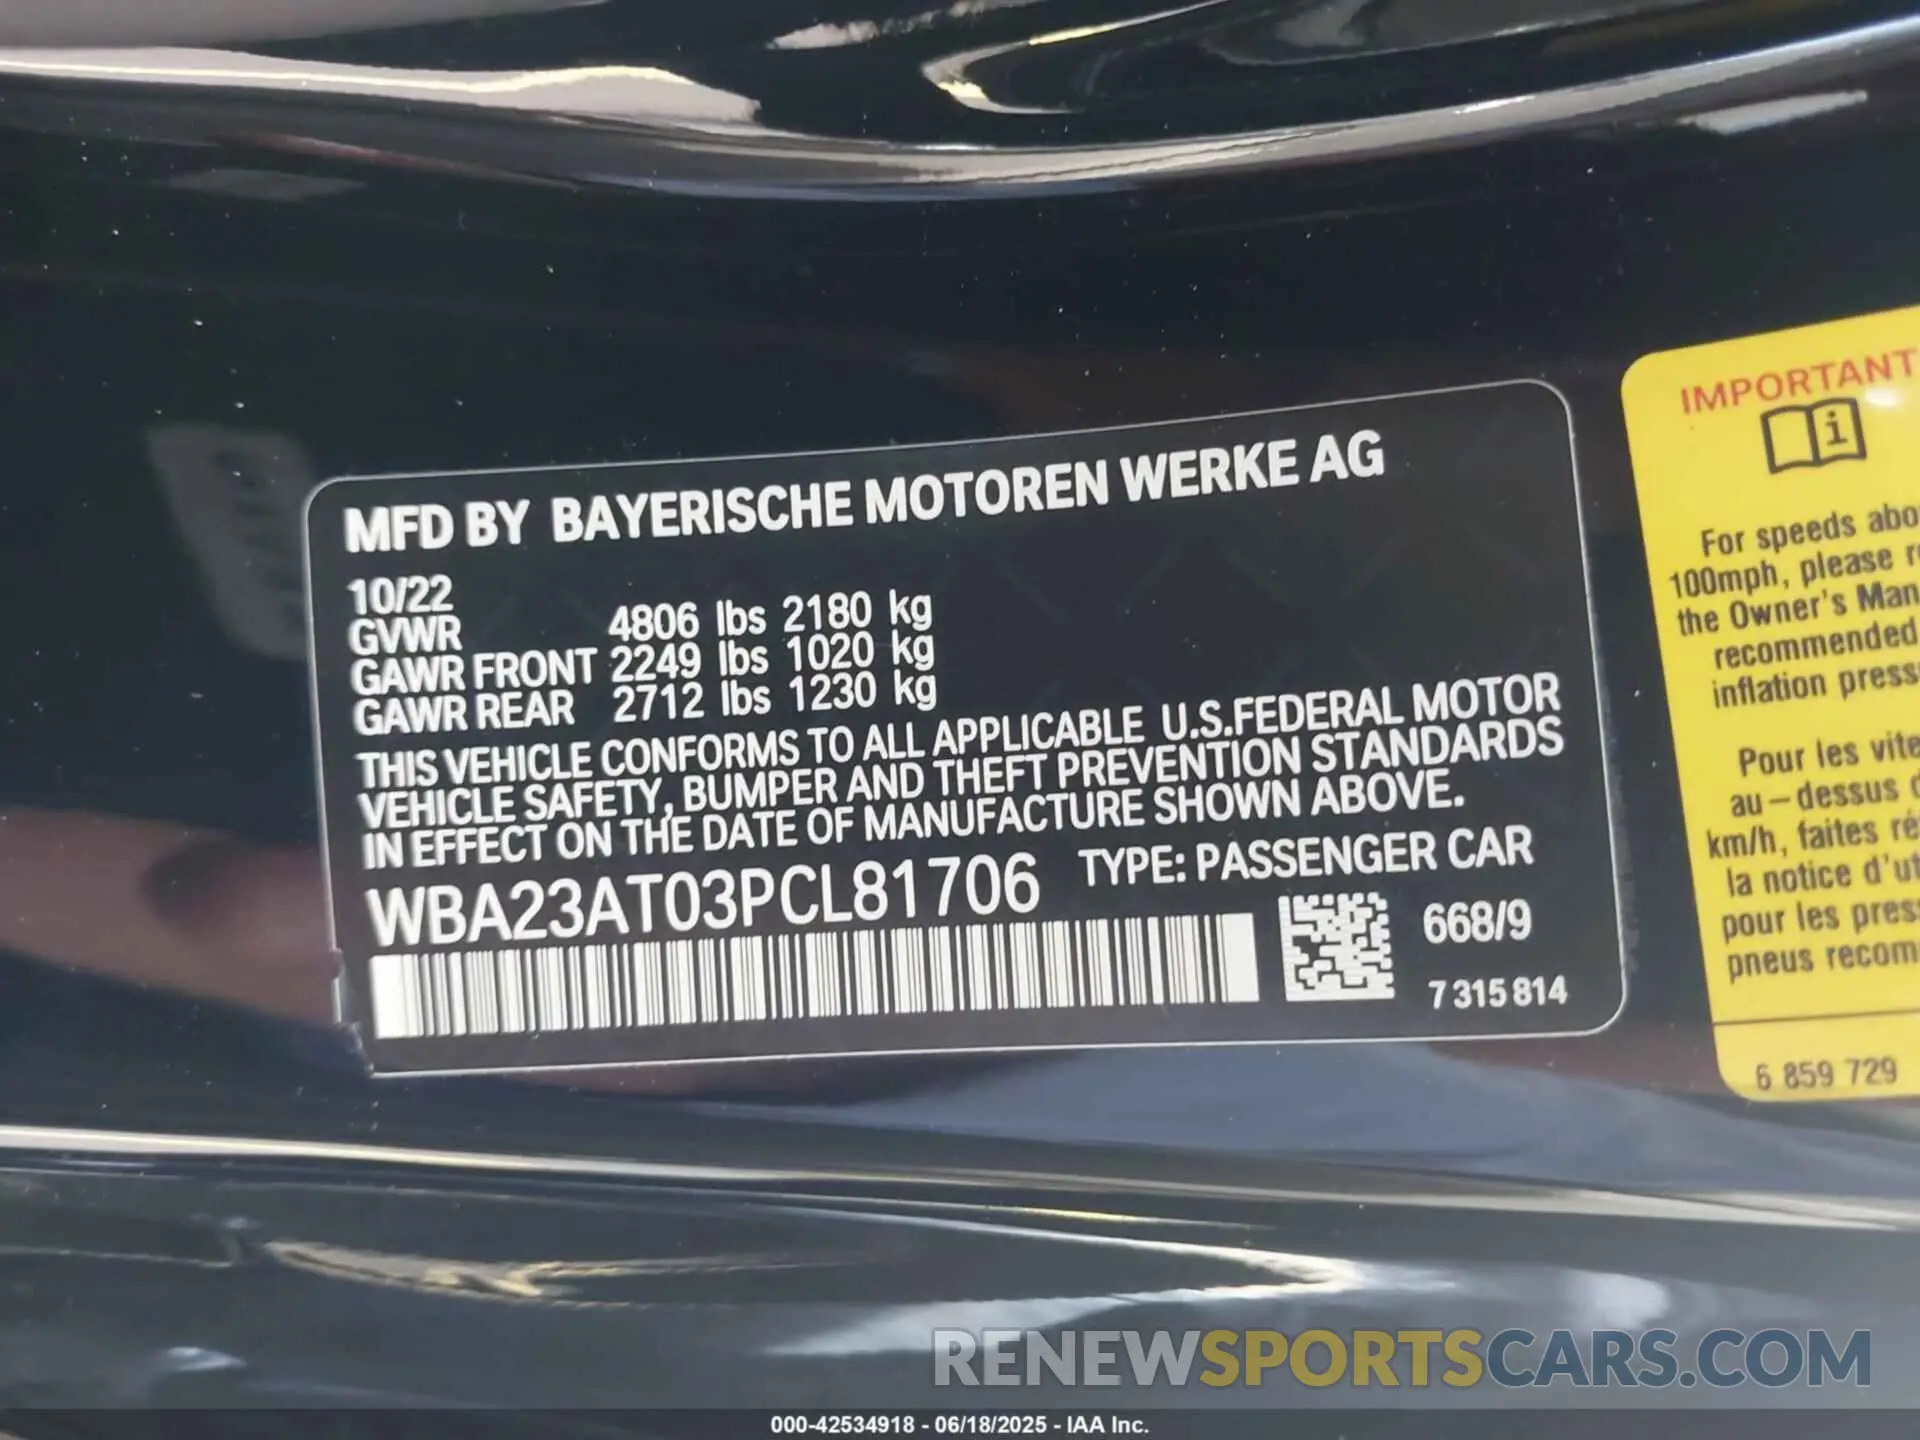 MFD BY BAYERISCHE MOTOREN WERKE AG
10/22
GVWR 4806 lbs 2180 kg
GAWR FRONT 2249 lbs 1020 kg
GAWR REAR 2712 lbs 1230 kg
THIS VEHICLE CONFORMS TO ALL APPLICABLE U.S.FEDERAL MOTOR
VEHICLE SAFETY, BUMPER AND THEFT PREVENTION STANDARDS
IN EFFECT ON THE DATE OF MANUFACTURE SHOWN ABOVE.
WBA23AT03PCL81706 TYPE: PASSENGER CAR
668/9
7 315 814
IMPORTANT
For speeds abo
100mph, please
the Owner's Man
recommended
inflation press
Pour les vite
au – dessus
km/h, faites ré
la notice d'ut
pour les press
pneus recom
6 859 729
RENEWSPORTSCARS.COM
000-42534918 - 06/18/2025 - IAA Inc.